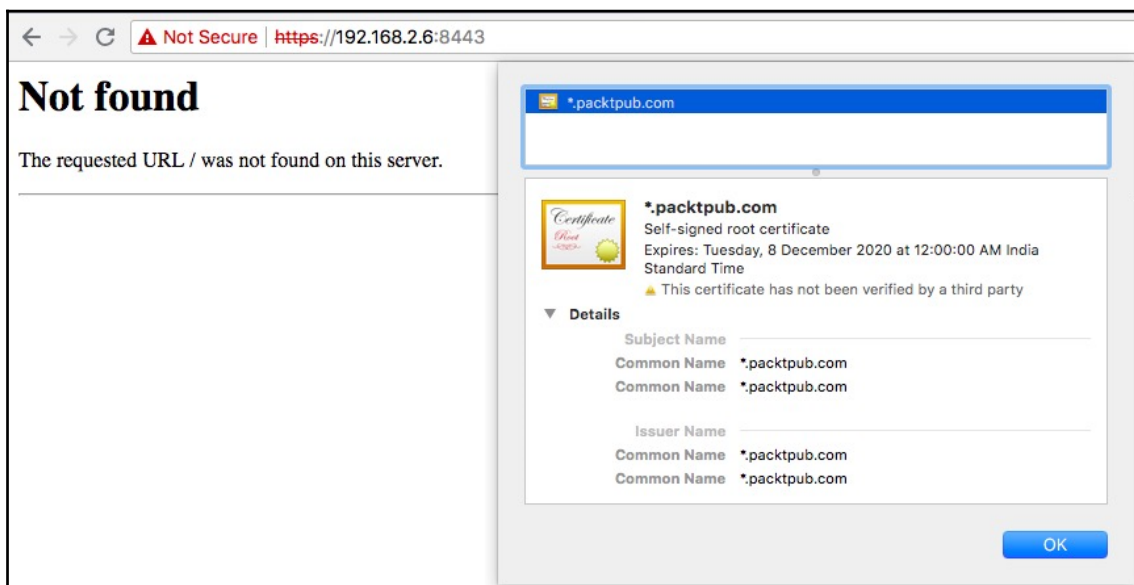 Not Secure | https://192.168.2.6:8443
Not found
The requested URL / was not found on this server.
*.packtpub.com
Certificate
Root
*.packtpub.com
Self-signed root certificate
Expires: Tuesday, 8 December 2020 at 12:00:00 AM India
Standard Time
This certificate has not been verified by a third party
Details
Subject Name
Common Name *.packtpub.com
Common Name *.packtpub.com
Issuer Name
Common Name *.packtpub.com
Common Name *.packtpub.com
OK